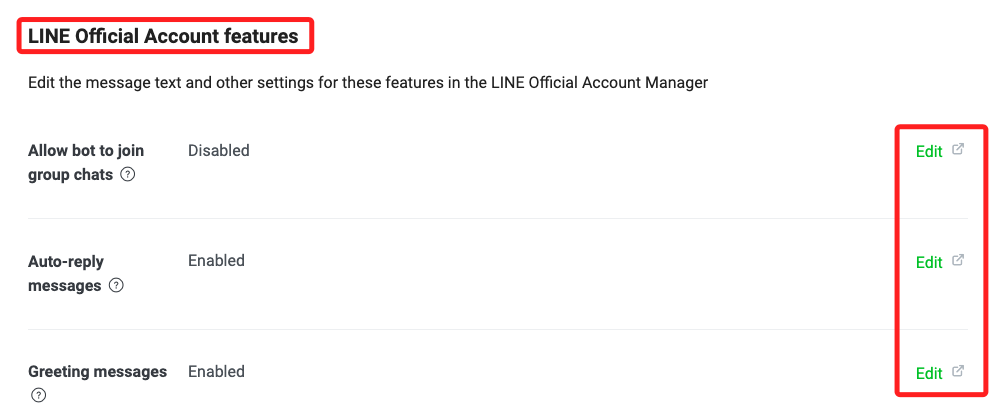 LINE Official Account features
Edit the message text and other settings for these features in the LINE Official Account Manager
Allow bot to join
group chats ?
Disabled
Edit
Auto-reply
messages ?
Enabled
Edit
Greeting messages
?
Enabled
Edit